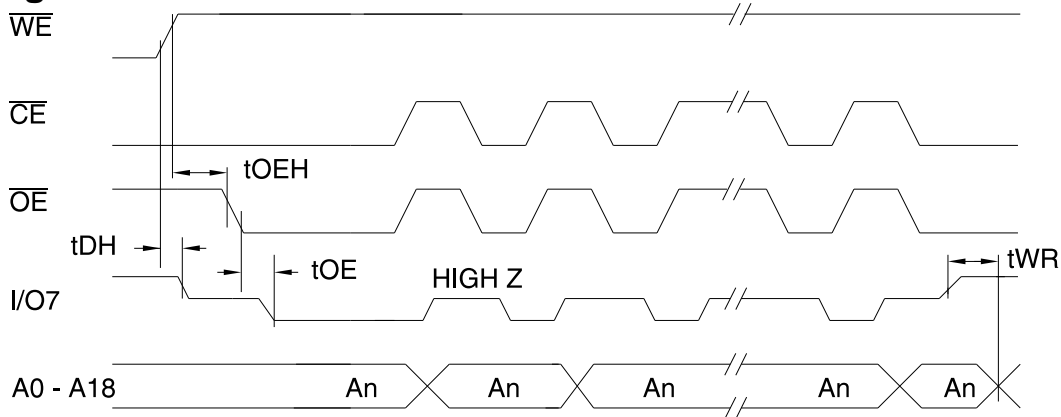 WE
CE
tOEH
OE
tDH
tOE
HIGH Z
tWR
I/O7
A0 - A18 An An An An An